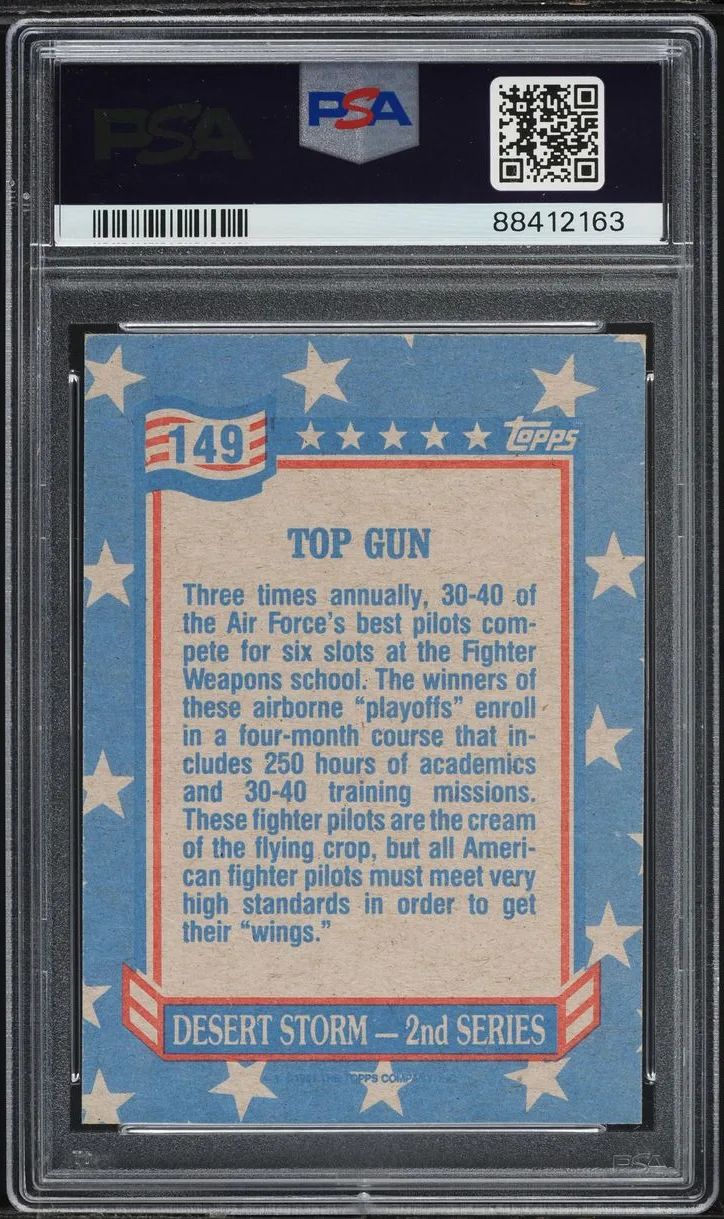 PSA
PSA
88412163
149
topps
TOP GUN
Three times annually, 30-40 of
the Air Force's best pilots com-
pete for six slots at the Fighter
Weapons school. The winners of
these airborne "playoffs" enroll
in a four-month course that in-
cludes 250 hours of academics
and 30-40 training missions.
These fighter pilots are the cream
of the flying crop, but all Ameri-
can fighter pilots must meet very
high standards in order to get
their "wings."
DESERT STORM — 2nd SERIES
THE TOPPS
PSA